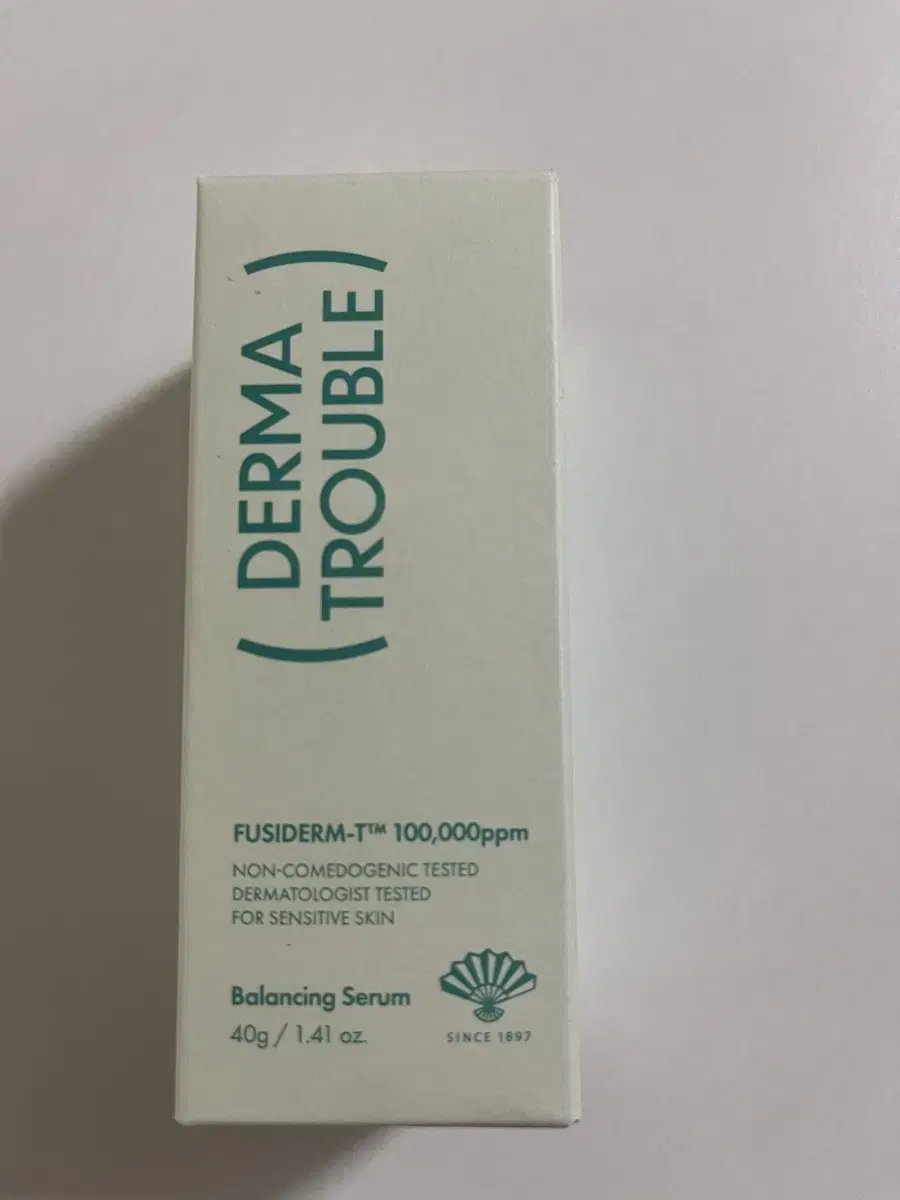 ( DERMA
TROUBLE )
FUSIDERM-T™ 100,000ppm
NON-COMEDOGENIC TESTED
DERMATOLOGIST TESTED
FOR SENSITIVE SKIN
Balancing Serum
40g / 1.41 oz.
SINCE 1897